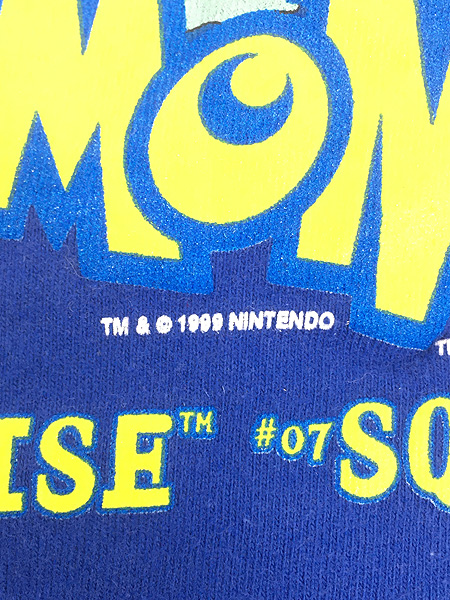 MON
TM & © 1999 NINTENDO
ISE™ #07 SQ